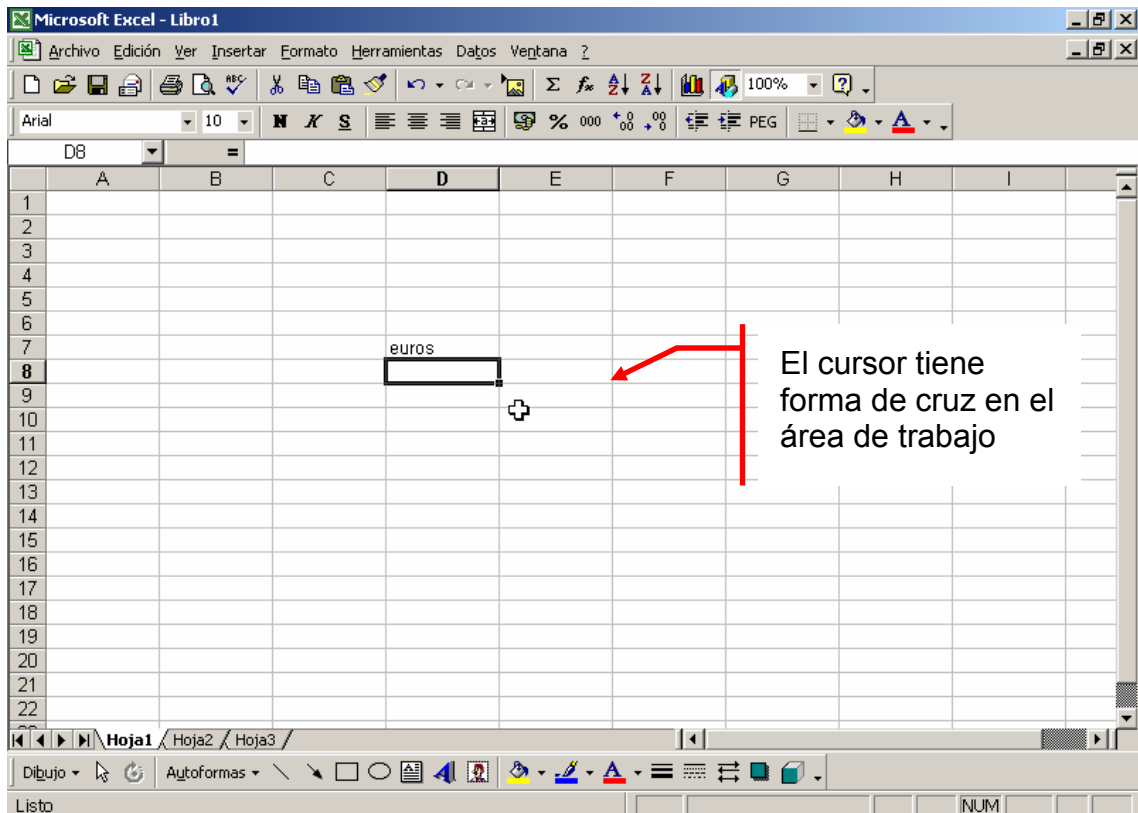 Microsoft Excel - Libro1
Archivo Edición Ver Insertar Formato Herramientas Datos Ventana ?
ABC Σ fx A Z Z A 100% ?
Arial 10 N K S a % 000 PEG A
D8 =
A B C D E F G H I
1
2
3
4
5
6
7 euros
8
9
10
11
12
13
14
15
16
17
18
19
20
21
22
El cursor tiene
forma de cruz en el
área de trabajo
Hoja1 Hoja2 Hoja3
Dibujo Autoformas A A
Listo NUM